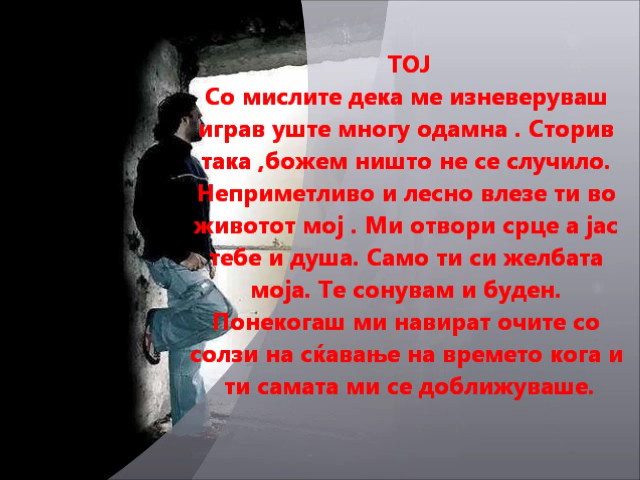 ТОЈ
Со мислите дека ме изневеруваш
играв уште многу одамна . Сторив
така ,божем ништо не се случило.
Неприметливо и лесно влезе ти во
животот мој . Ми отвори срце а јас
тебе и душа. Само ти си желбата
моја. Те сонувам и буден.
Понекогаш ми навират очите со
солзи на сќавање на времето кога и
ти самата ми се доближуваше.